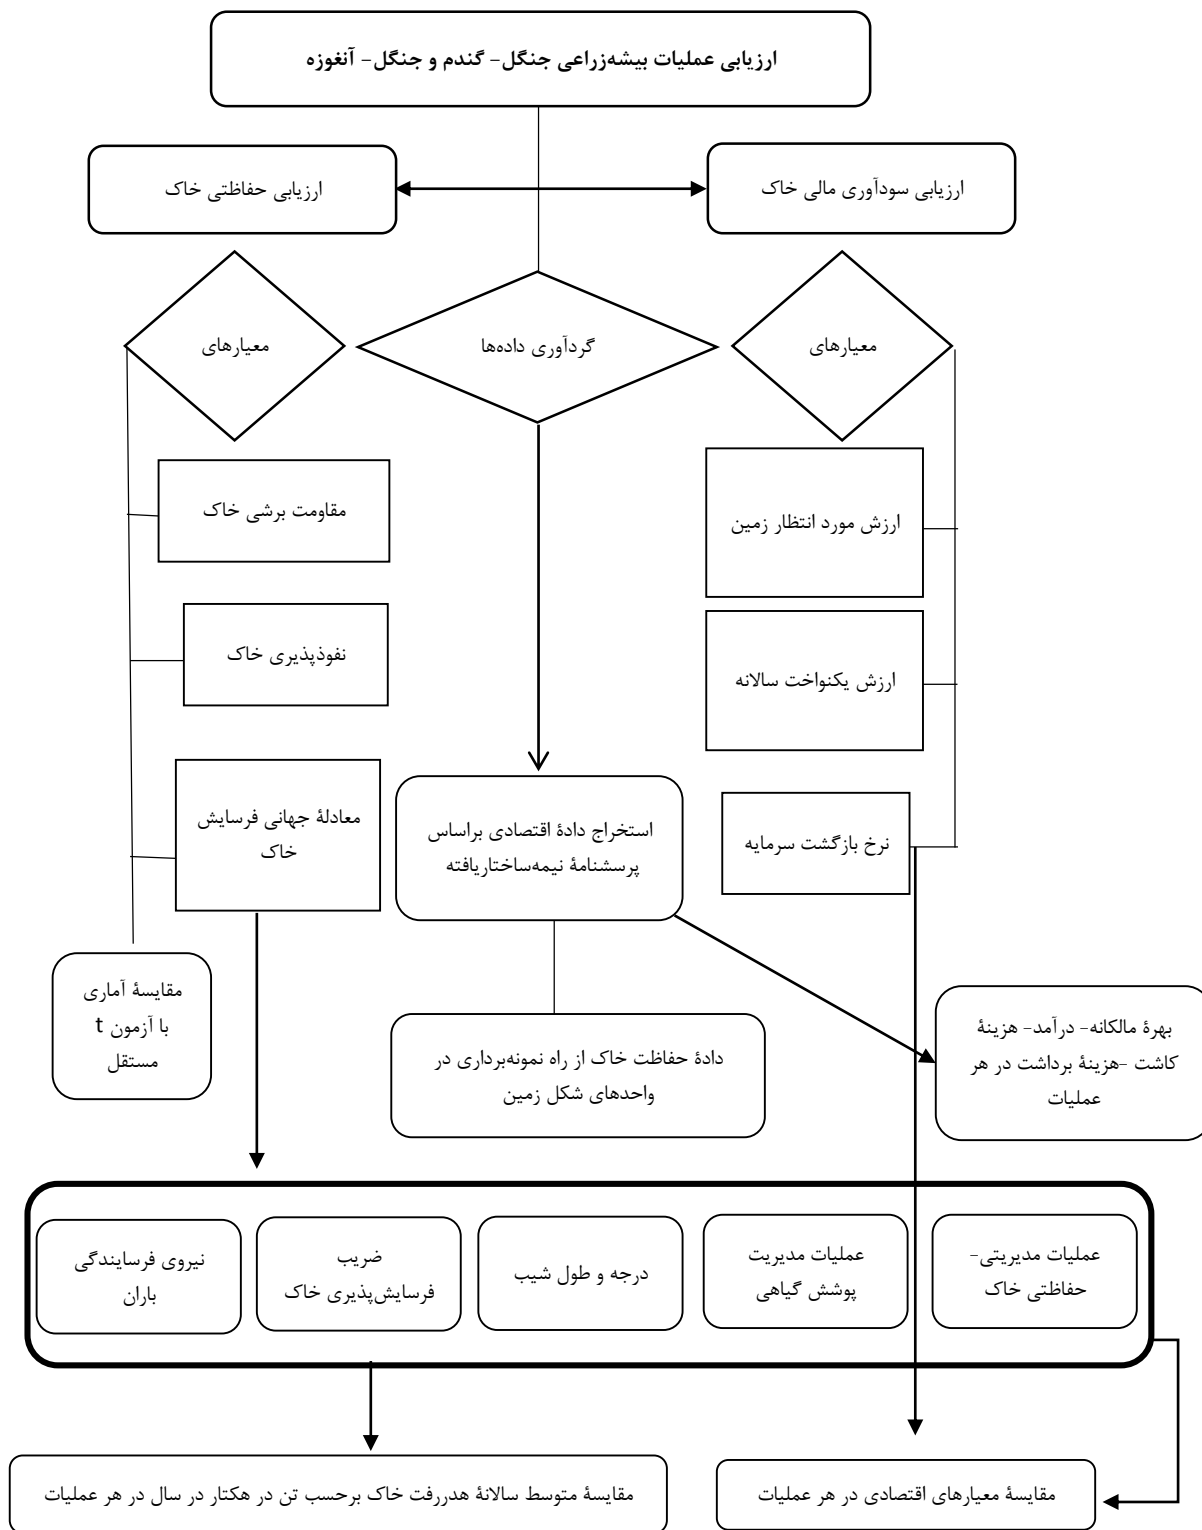 ارزیابی عملیات بیشه‌زراعی جنگل- گندم و جنگل- آنغوزه
ارزیابی سودآوری مالی خاک
ارزیابی حفاظتی خاک
معیارهای
گردآوری داده‌ها
معیارهای
ارزش مورد انتظار زمین
مقاومت برشی خاک
ارزش یکنواخت سالانه
نفوذپذیری خاک
نرخ بازگشت سرمایه
استخراج دادهٔ اقتصادی براساس
پرسشنامهٔ نیمه‌ساختاریافته
معادلهٔ جهانی فرسایش
خاک
بهرهٔ مالکانه- درآمد- هزینهٔ
کاشت -هزینهٔ برداشت در هر
عملیات
دادهٔ حفاظت خاک از راه نمونه‌برداری در
واحدهای شکل زمین
مقایسهٔ آماری
با آزمون t
مستقل
عملیات مدیریتی-
حفاظتی خاک
عملیات مدیریت
پوشش گیاهی
درجه و طول شیب
ضریب
فرسایش‌پذیری خاک
نیروی فرسایندگی
باران
مقایسهٔ معیارهای اقتصادی در هر عملیات
مقایسهٔ متوسط سالانهٔ هدررفت خاک برحسب تن در هکتار در سال در هر عملیات